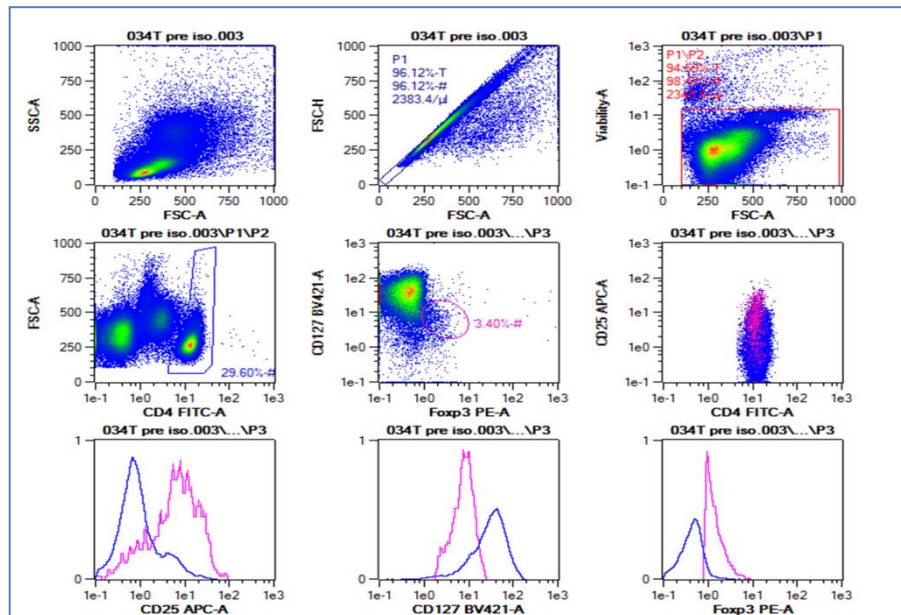 034T pre iso.003
1000
750
500
250
0
SSC-A
0 250 500 750 1000
FSC-A
034T pre iso.003
1000
750
500
250
0
FSC-H
P1
96.12%-T
96.12%-#
2383.4/µl
0 250 500 750 1000
FSC-A
034T pre iso.003\P1
1e3
1e2
1e1
1e0
1e-1
Viability-A
P1\P2
0 250 500 750 1000
FSC-A
034T pre iso.003\P1\P2
1000
750
500
250
0
FSC-A
29.60%-#
1e-1 1e0 1e1 1e2 1e3
CD4 FITC-A
034T pre iso.003\...\P3
1e3
1e2
1e1
1e0
1e-1
CD127 BV421-A
3.40%-#
1e-1 1e0 1e1 1e2 1e3
Foxp3 PE-A
034T pre iso.003\...\P3
1e3
1e2
1e1
1e0
1e-1
CD25 APC-A
1e-1 1e0 1e1 1e2 1e3
CD4 FITC-A
034T pre iso.003\...\P3
1
0
1e-1 1e0 1e1 1e2 1e3
CD25 APC-A
034T pre iso.003\...\P3
1
0
1e-1 1e0 1e1 1e2 1e3
CD127 BV421-A
034T pre iso.003\...\P3
1
0
1e-1 1e0 1e1 1e2 1e3
Foxp3 PE-A